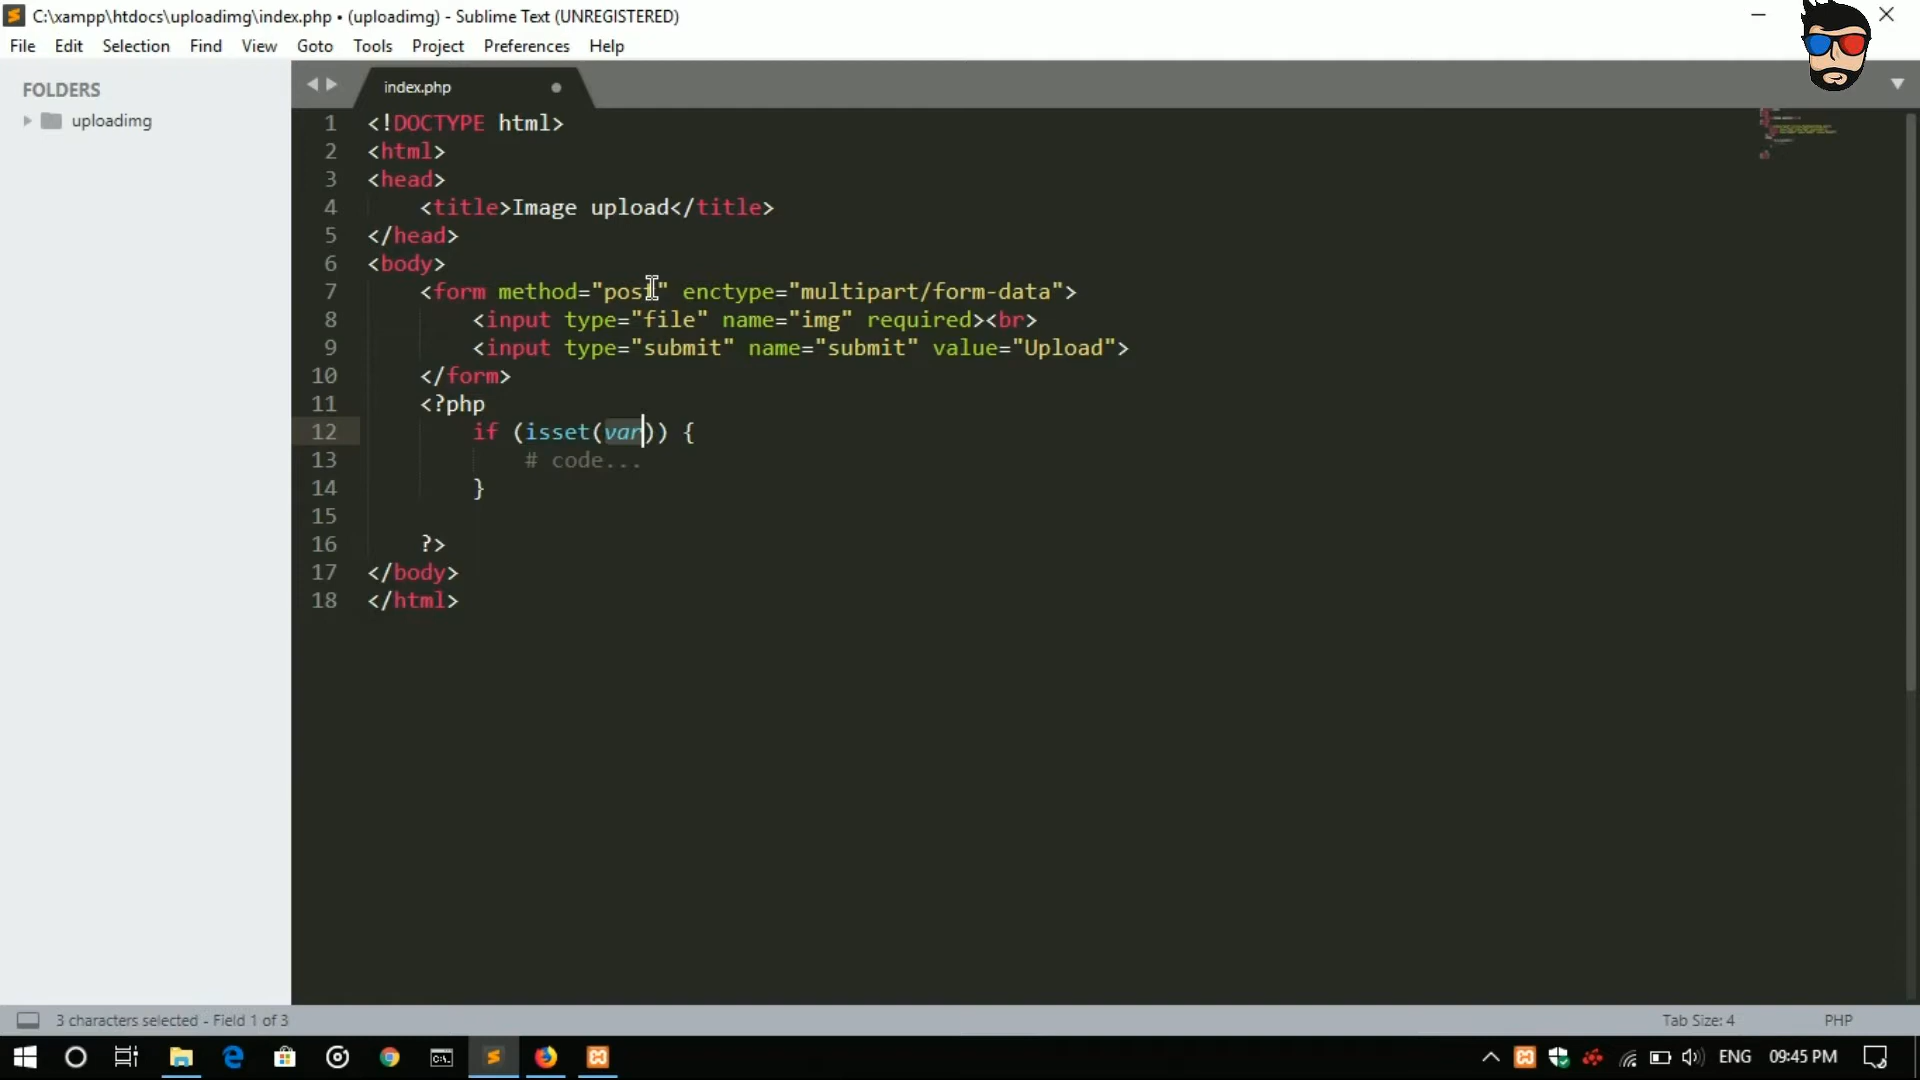 C:\xampp\htdocs\uploadimg\index.php • (uploadimg) - Sublime Text (UNREGISTERED)
File Edit Selection Find View Goto Tools Project Preferences Help
FOLDERS
uploadimg
index.php
1 <!DOCTYPE html>
2 <html>
3 <head>
4 <title>Image upload</title>
5 </head>
6 <body>
7 <form method="post" enctype="multipart/form-data">
8 <input type="file" name="img" required><br>
9 <input type="submit" name="submit" value="Upload">
10 </form>
11 <?php
12 if (isset(var)) {
13 # code...
14 }
15
16 ?>
17 </body>
18 </html>
3 characters selected - Field 1 of 3
Tab Size: 4
PHP
ENG
09:45 PM